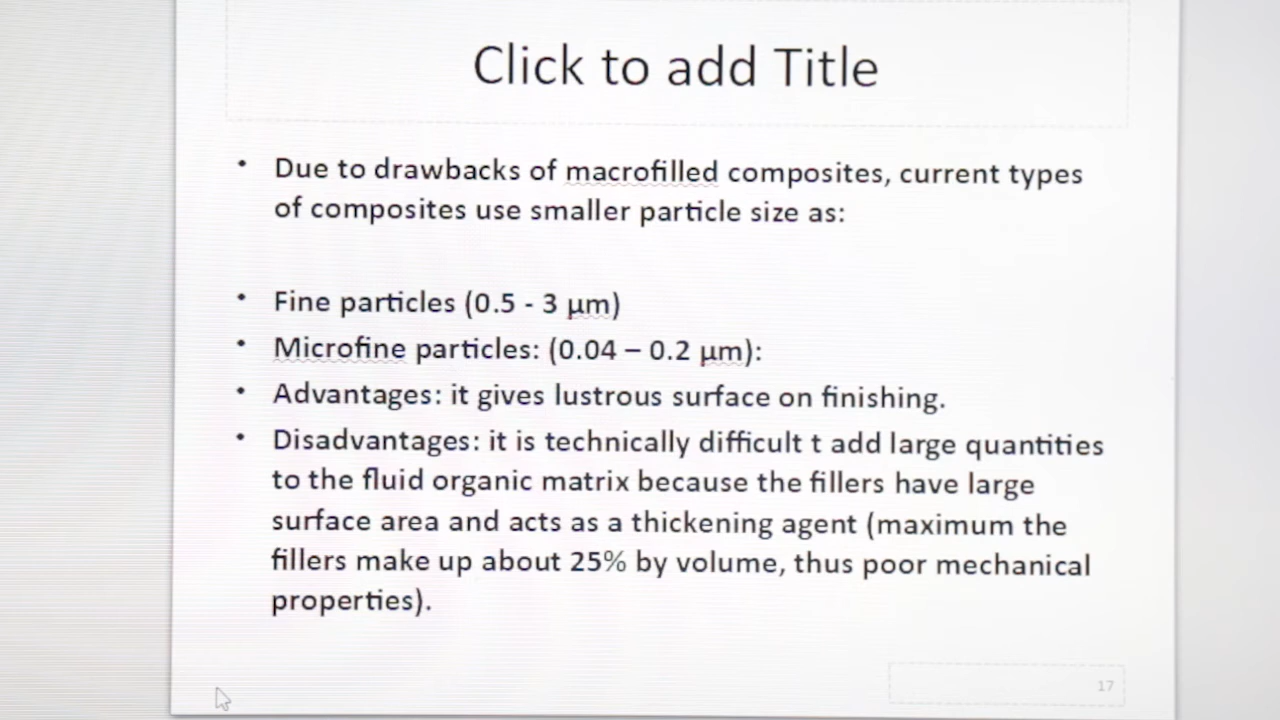 Click to add Title
• Due to drawbacks of macrofilled composites, current types
of composites use smaller particle size as:
• Fine particles (0.5 - 3 µm)
• Microfine particles: (0.04 – 0.2 µm):
• Advantages: it gives lustrous surface on finishing.
• Disadvantages: it is technically difficult t add large quantities
to the fluid organic matrix because the fillers have large
surface area and acts as a thickening agent (maximum the
fillers make up about 25% by volume, thus poor mechanical
properties).
17